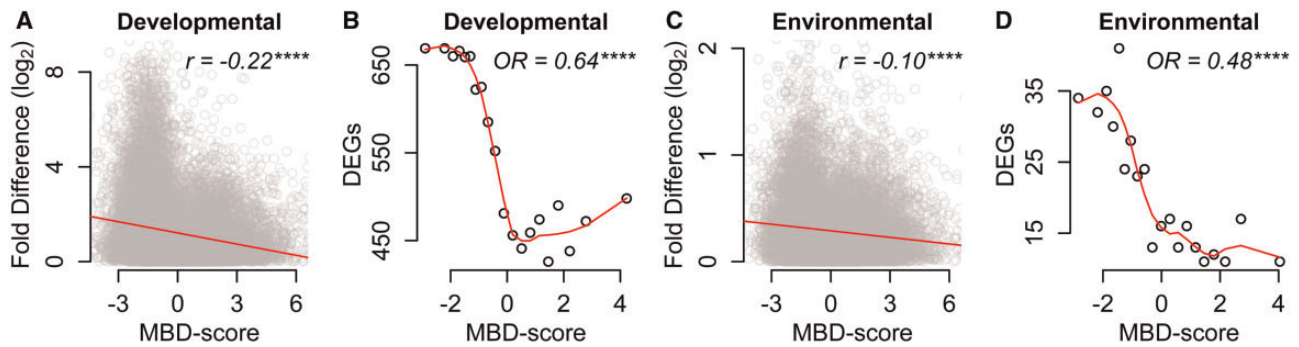 A Developmental
r = -0.22****
Fold Difference (log2)
8
4
0
-3 0 3 6
MBD-score
B Developmental
OR = 0.64****
DEGs
650
550
450
-2 0 2 4
MBD-score
C Environmental
r = -0.10****
Fold Difference (log2)
2
1
0
-3 0 3 6
MBD-score
D Environmental
OR = 0.48****
DEGs
35
25
15
-2 0 2 4
MBD-score